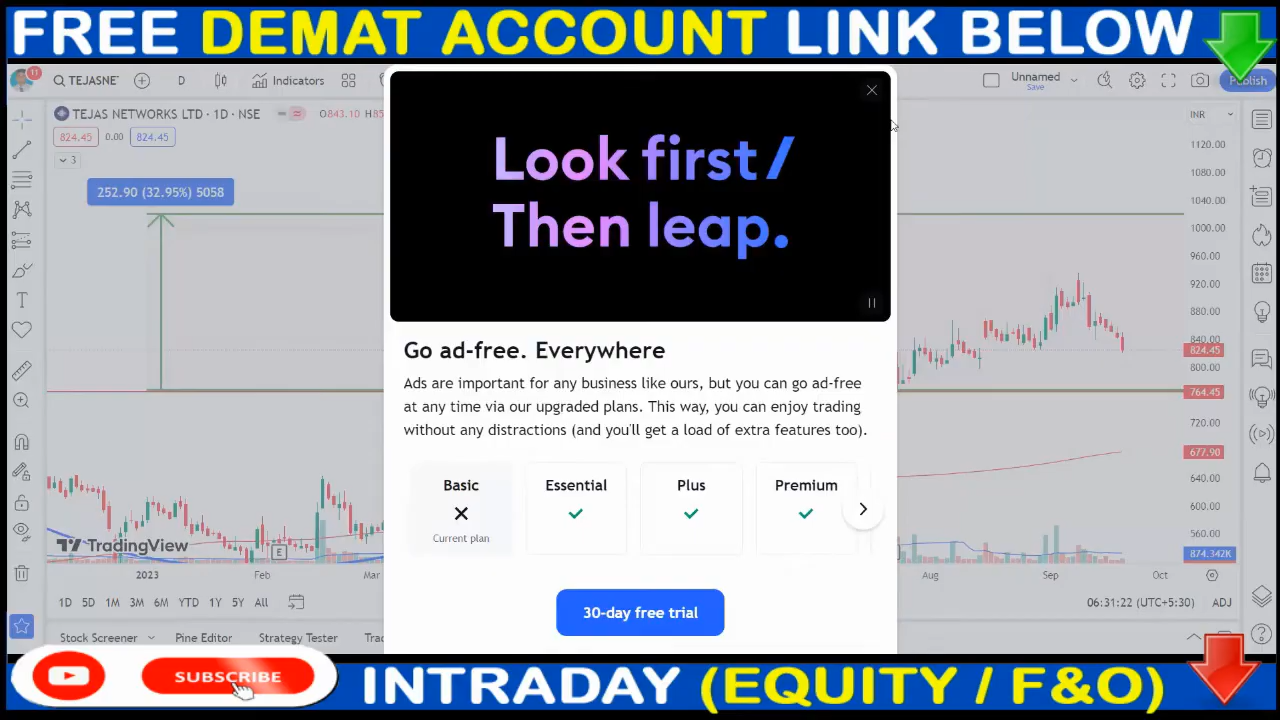 FREE DEMAT ACCOUNT LINK BELOW
11
TEJASNE
D
Indicators
Unnamed
Save
Publish
TEJAS NETWORKS LTD · 1D · NSE
O843.10 H85
INR
824.45 0.00 824.45
3
252.90 (32.95%) 5058
Look first/
Then leap.
1120.00
1080.00
1040.00
1000.00
960.00
920.00
880.00
840.00
824.45
800.00
764.45
720.00
677.90
600.00
560.00
874.342K
Go ad-free. Everywhere
Ads are important for any business like ours, but you can go ad-free
at any time via our upgraded plans. This way, you can enjoy trading
without any distractions (and you'll get a load of extra features too).
Basic
Current plan
Essential
Plus
Premium
30-day free trial
TradingView
E
2023 Feb Mar Aug Sep Oct
1D 5D 1M 3M 6M YTD 1Y 5Y All
06:31:22 (UTC+5:30) ADJ
Stock Screener Pine Editor Strategy Tester Trac
SUBSCRIBE
INTRADAY (EQUITY / F&O)